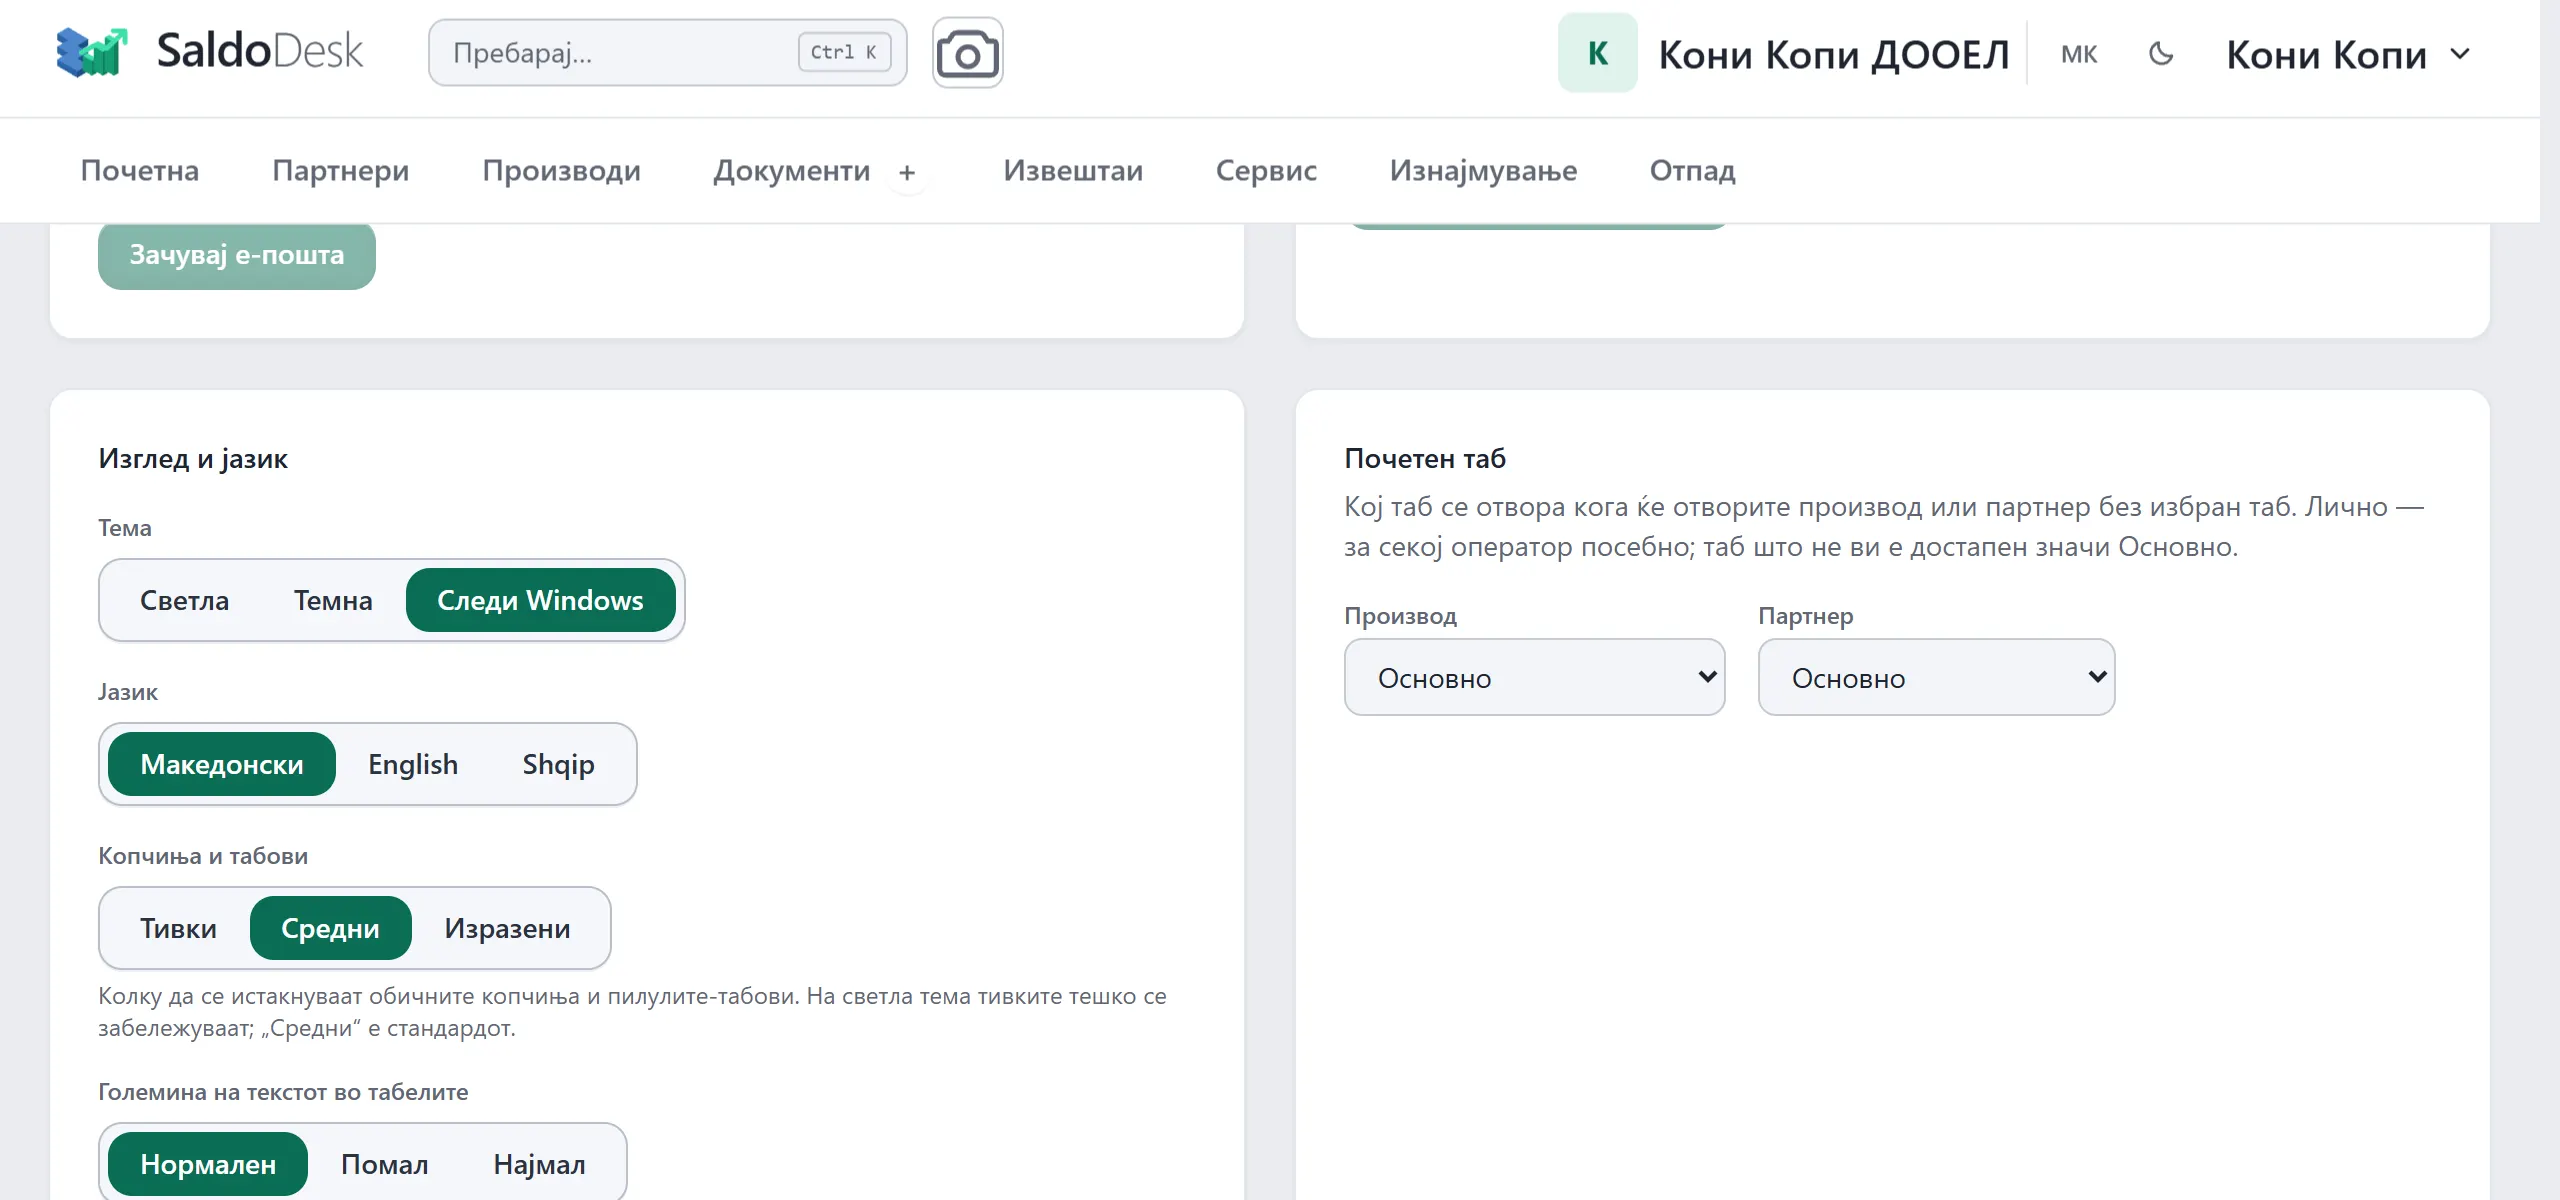 SaldoDesk
Пребарај...
Ctrl K
K
Кони Копи ДООЕЛ
МК
Кони Копи
Почетна
Партнери
Производи
Документи
+
Извештаи
Сервис
Изнајмување
Отпад
Зачувај е-пошта
Изглед и јазик
Тема
Светла
Темна
Следи Windows
Јазик
Македонски
English
Shqip
Копчиња и табови
Тивки
Средни
Изразени
Колку да се истакнуваат обичните копчиња и пилулите-табови. На светла тема тивките тешко се
забележуваат; „Средни“ е стандардот.
Големина на текстот во табелите
Нормален
Помал
Најмал
Почетен таб
Кој таб се отвора кога ќе отворите производ или партнер без избран таб. Лично —
за секој оператор посебно; таб што не ви е достапен значи Основно.
Производ
Партнер
Основно
Основно